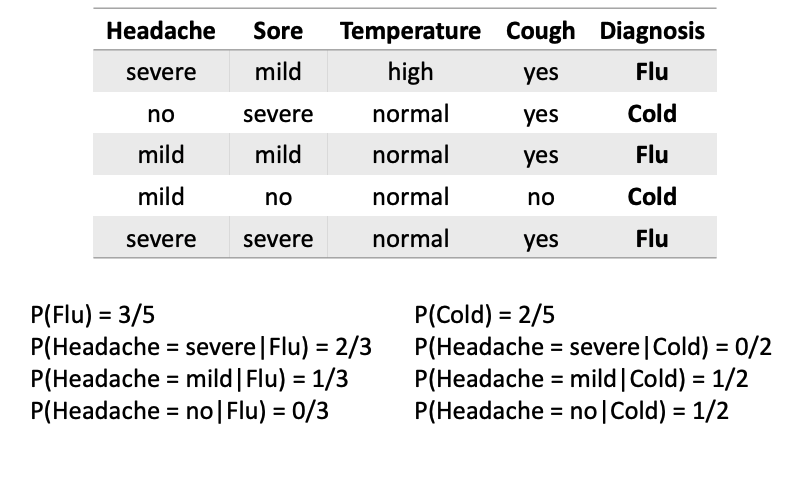 Headache Sore Temperature Cough Diagnosis
severe mild high yes Flu
no severe normal yes Cold
mild mild normal yes Flu
mild no normal no Cold
severe severe normal yes Flu
P(Flu) = 3/5 P(Cold) = 2/5
P(Headache = severe|Flu) = 2/3 P(Headache = severe|Cold) = 0/2
P(Headache = mild|Flu) = 1/3 P(Headache = mild|Cold) = 1/2
P(Headache = no|Flu) = 0/3 P(Headache = no|Cold) = 1/2